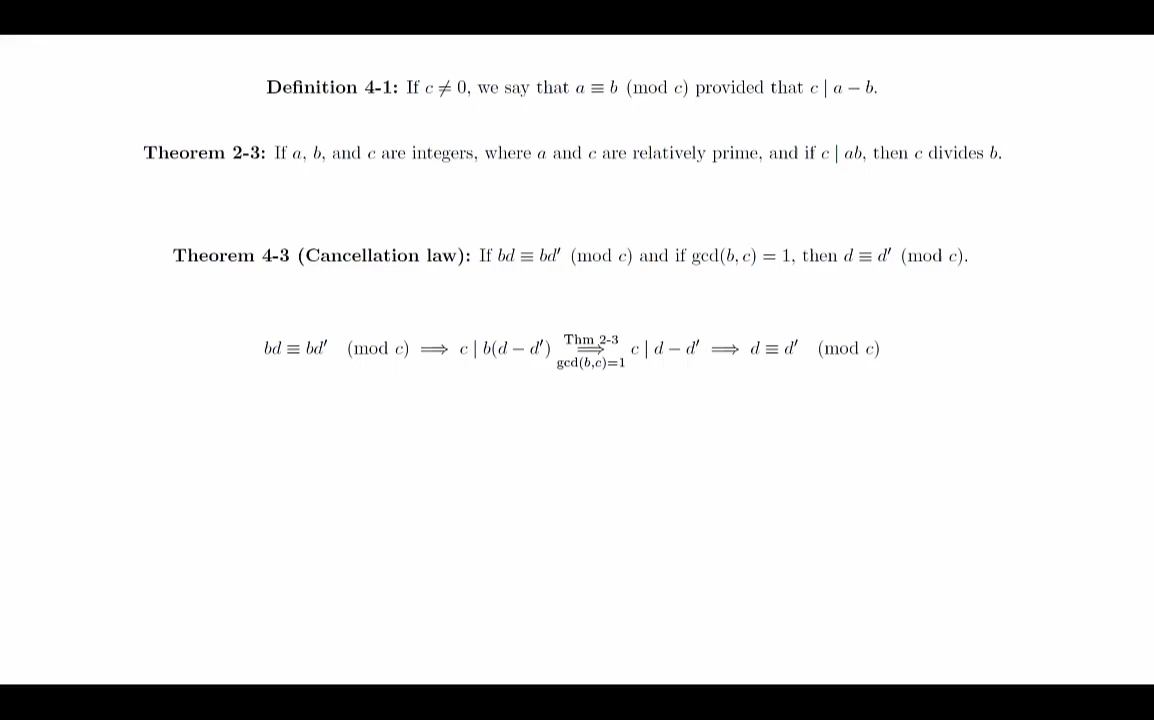 Definition 4-1: If c ≠ 0, we say that a ≡ b (mod c) provided that c | a − b.
Theorem 2-3: If a, b, and c are integers, where a and c are relatively prime, and if c | ab, then c divides b.
Theorem 4-3 (Cancellation law): If bd ≡ bd′ (mod c) and if gcd(b, c) = 1, then d ≡ d′ (mod c).
bd ≡ bd′ (mod c) ⟹ c | b(d − d′) Thm 2-3 ⟹ gcd(b,c)=1 c | d − d′ ⟹ d ≡ d′ (mod c)